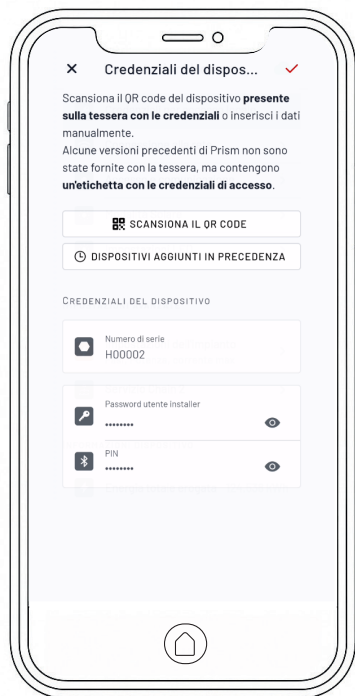 Credenziali del dispos...
Scansiona il QR code del dispositivo presente
sulla tessera con le credenziali o inserisci i dati
manualmente.
Alcune versioni precedenti di Prism non sono
state fornite con la tessera, ma contengono
un'etichetta con le credenziali di accesso.
SCANSIONA IL QR CODE
DISPOSITIVI AGGIUNTI IN PRECEDENZA
CREDENZIALI DEL DISPOSITIVO
Numero di serie
H00002
Password utente installer
••••••••
PIN
••••••••